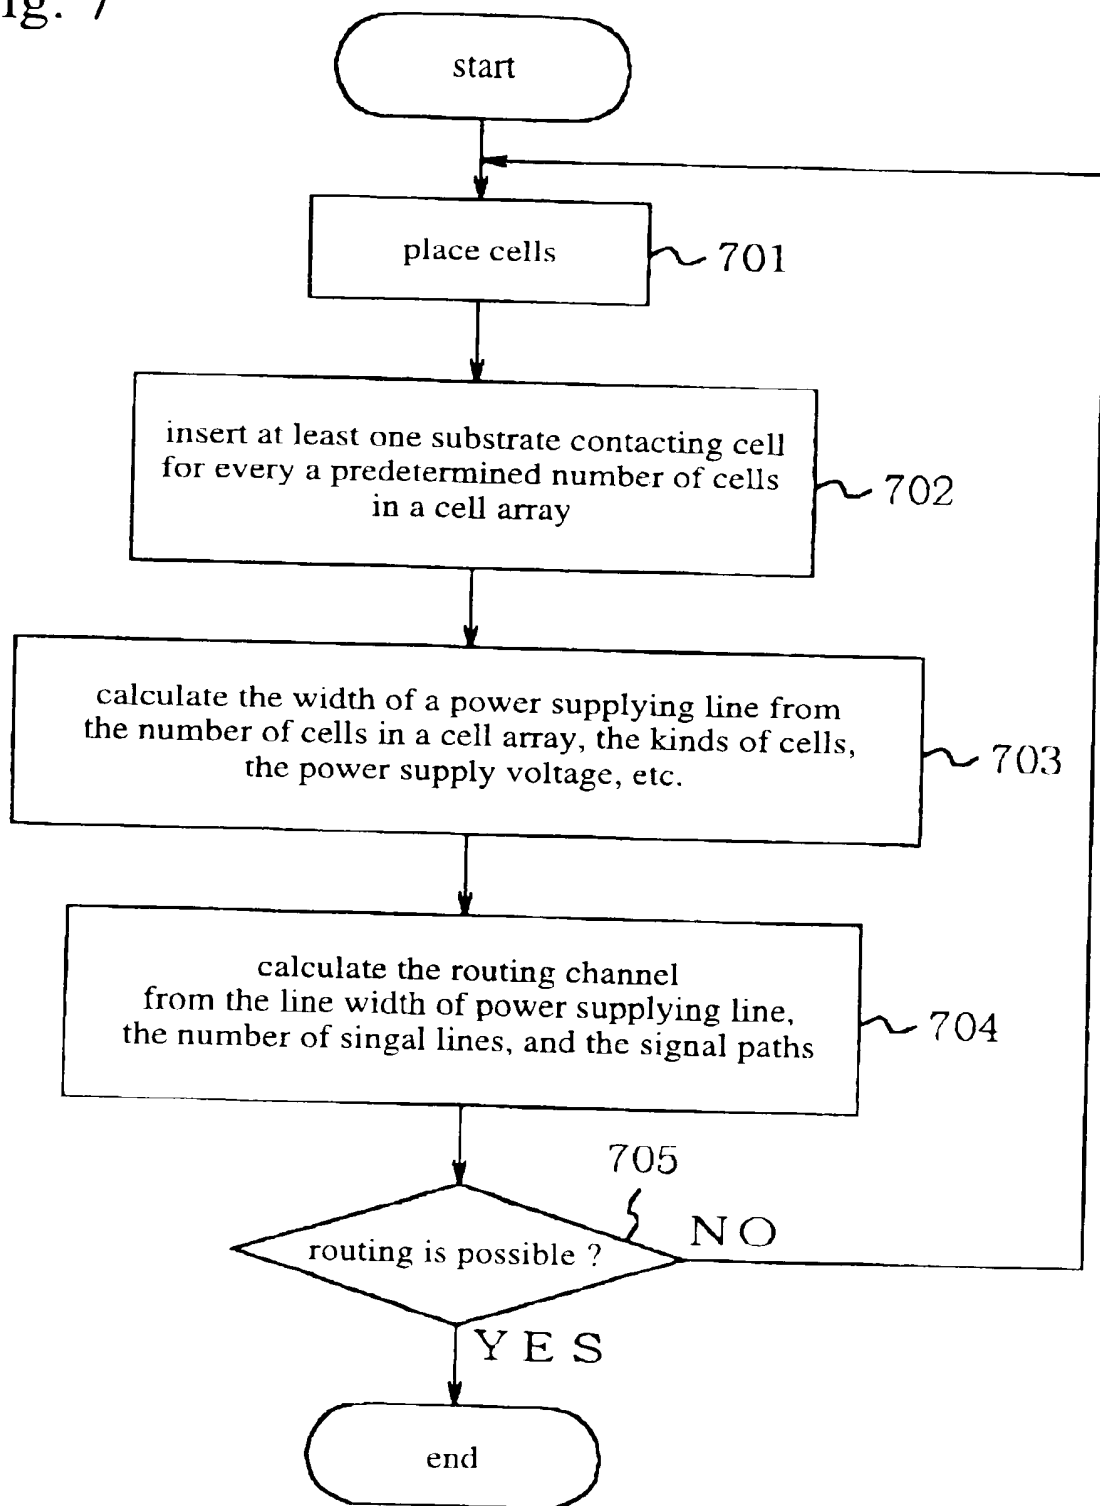 ig. 7
start
place cells
701
insert at least one substrate contacting cell
for every a predetermined number of cells
in a cell array
702
calculate the width of a power supplying line from
the number of cells in a cell array, the kinds of cells,
the power supply voltage, etc.
703
calculate the routing channel
from the line width of power supplying line,
the number of singal lines, and the signal paths
704
705
routing is possible ?
NO
YES
end